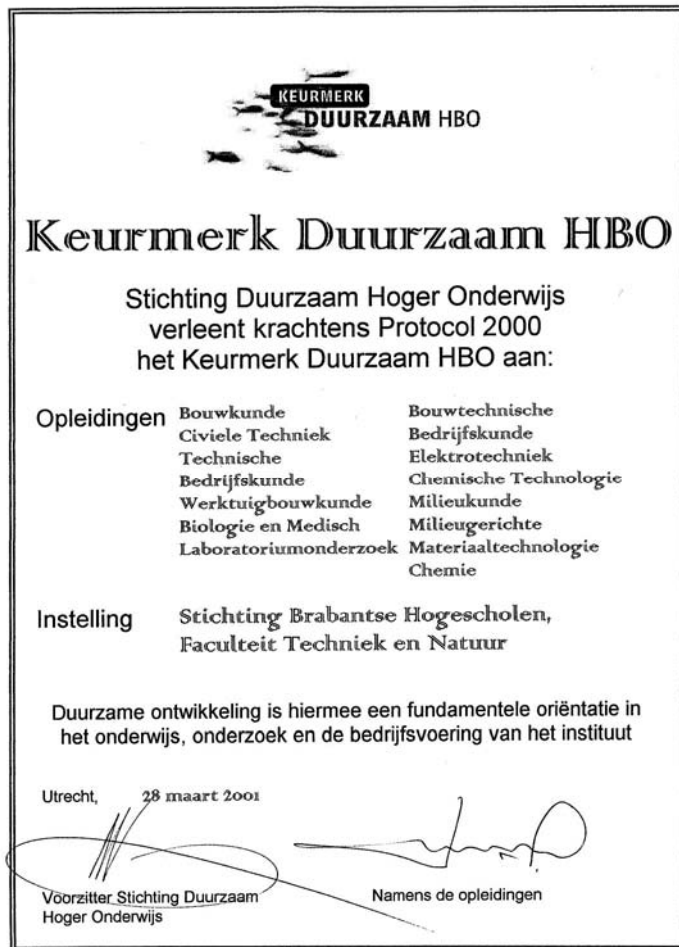 KEURMERK
DUURZAAM HBO
Keurmerk Duurzaam HBO
Stichting Duurzaam Hoger Onderwijs
verleent krachtens Protocol 2000
het Keurmerk Duurzaam HBO aan:
Opleidingen
Bouwkunde
Civiele Techniek
Technische
Bedrijfskunde
Werktuigbouwkunde
Biologie en Medisch
Laboratoriumonderzoek
Bouwtechnische
Bedrijfskunde
Elektrotechniek
Chemische Technologie
Milieukunde
Milieugerichte
Materiaaltechnologie
Chemie
Instelling
Stichting Brabantse Hogescholen,
Faculteit Techniek en Natuur
Duurzame ontwikkeling is hiermee een fundamentele oriëntatie in
het onderwijs, onderzoek en de bedrijfsvoering van het instituut
Utrecht, 28 maart 2001
Voorzitter Stichting Duurzaam
Hoger Onderwijs
Namens de opleidingen